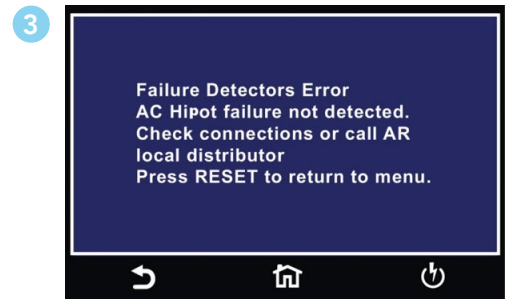 3
Failure Detectors Error
AC Hipot failure not detected.
Check connections or call AR
local distributor
Press RESET to return to menu.